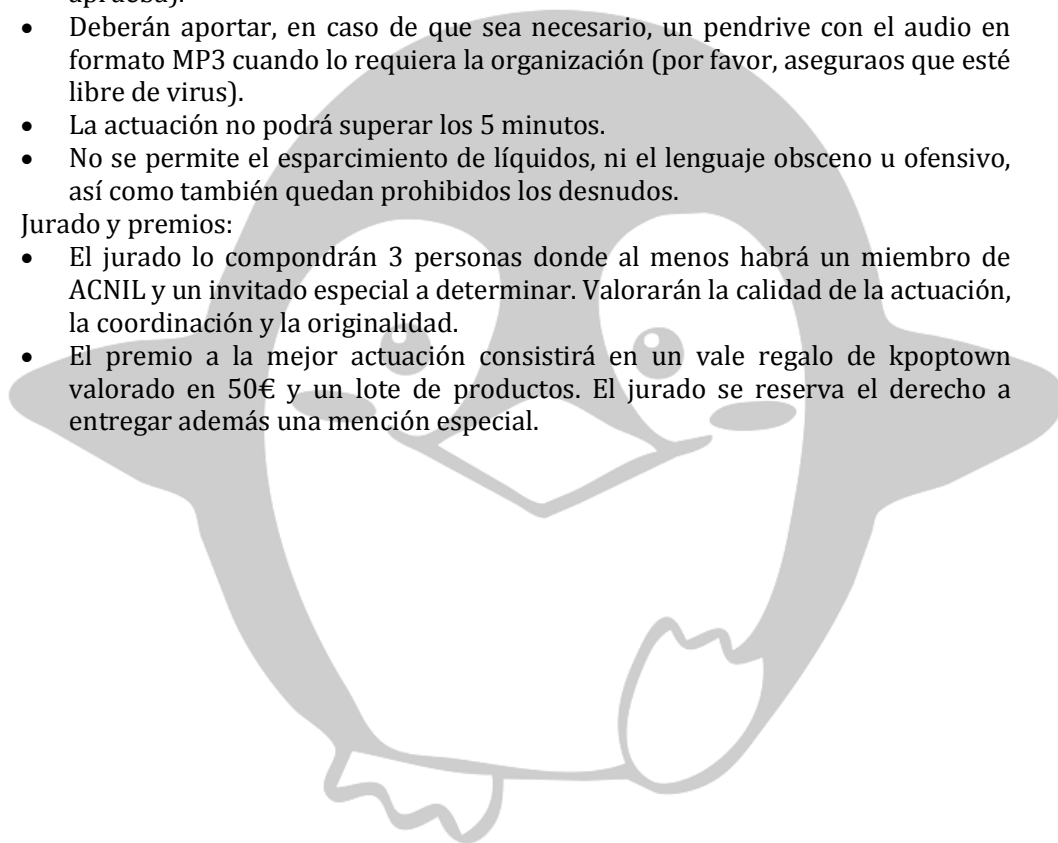 • Deberán aportar, en caso de que sea necesario, un pendrive con el audio en
formato MP3 cuando lo requiera la organización (por favor, aseguraos que esté
libre de virus).
• La actuación no podrá superar los 5 minutos.
• No se permite el esparcimiento de líquidos, ni el lenguaje obsceno u ofensivo,
así como también quedan prohibidos los desnudos.
Jurado y premios:
• El jurado lo compondrán 3 personas donde al menos habrá un miembro de
ACNIL y un invitado especial a determinar. Valorarán la calidad de la actuación,
la coordinación y la originalidad.
• El premio a la mejor actuación consistirá en un vale regalo de kpoptown
valorado en 50€ y un lote de productos. El jurado se reserva el derecho a
entregar además una mención especial.